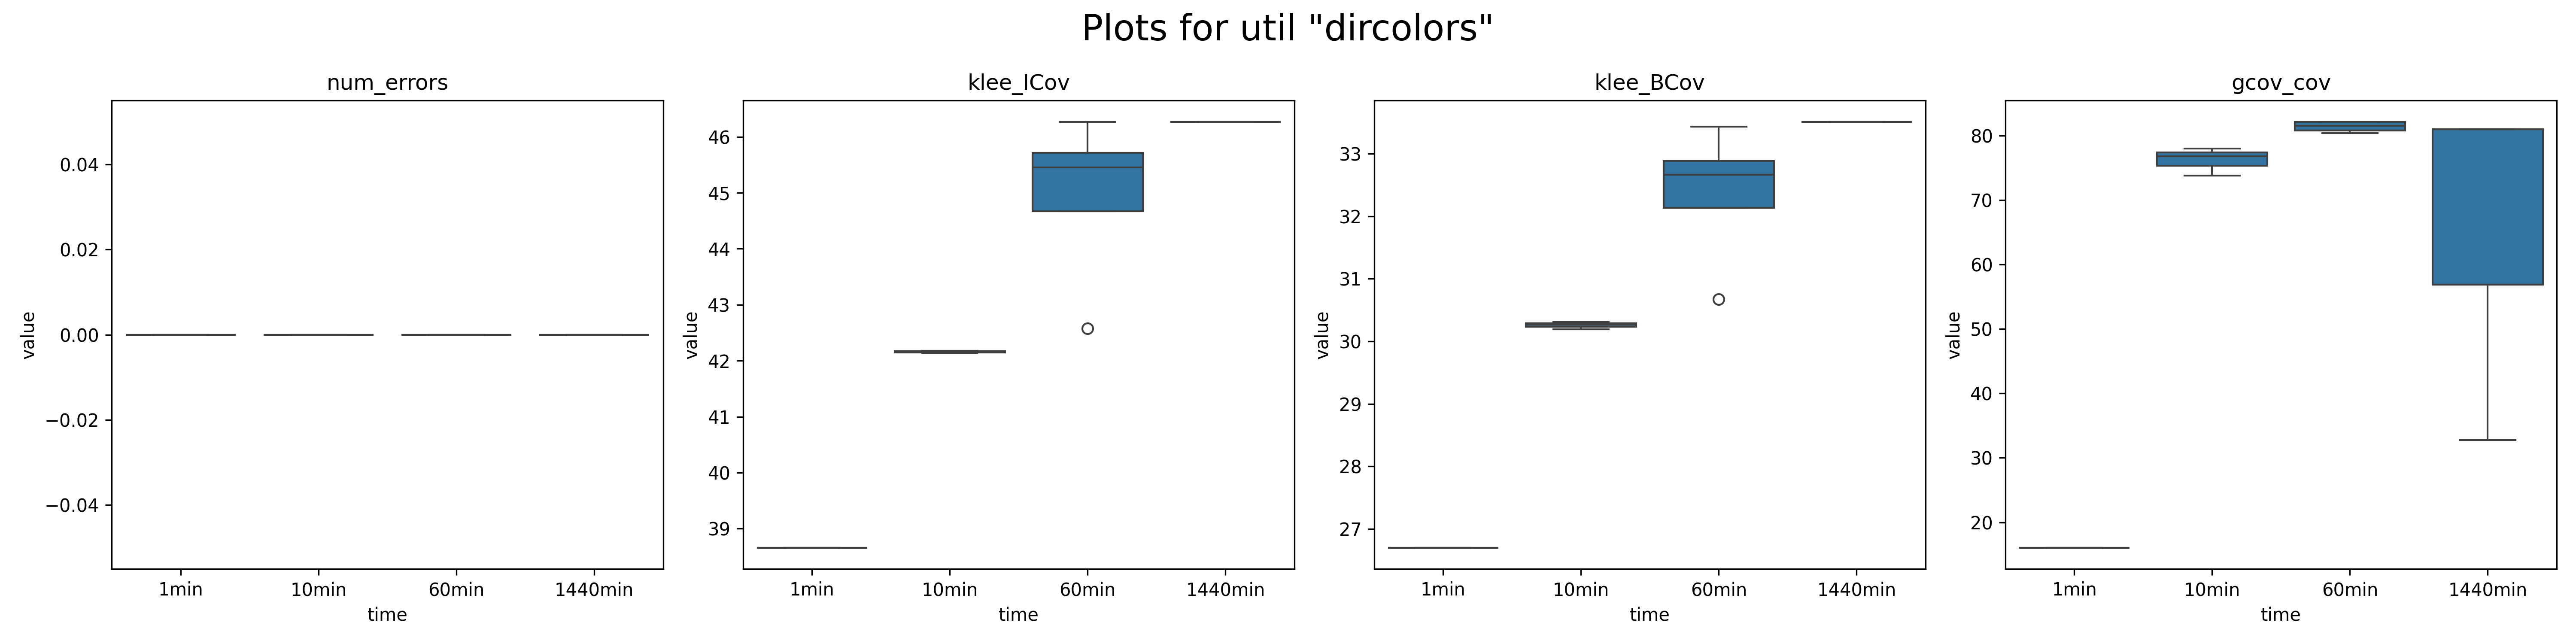 Plots for util "dircolors"
num_errors
value
0.04
0.02
0.00
−0.02
−0.04
1min 10min 60min 1440min
time
klee_ICov
value
46
45
44
43
42
41
40
39
1min 10min 60min 1440min
time
klee_BCov
value
33
32
31
30
29
28
27
1min 10min 60min 1440min
time
gcov_cov
value
80
70
60
50
40
30
20
1min 10min 60min 1440min
time